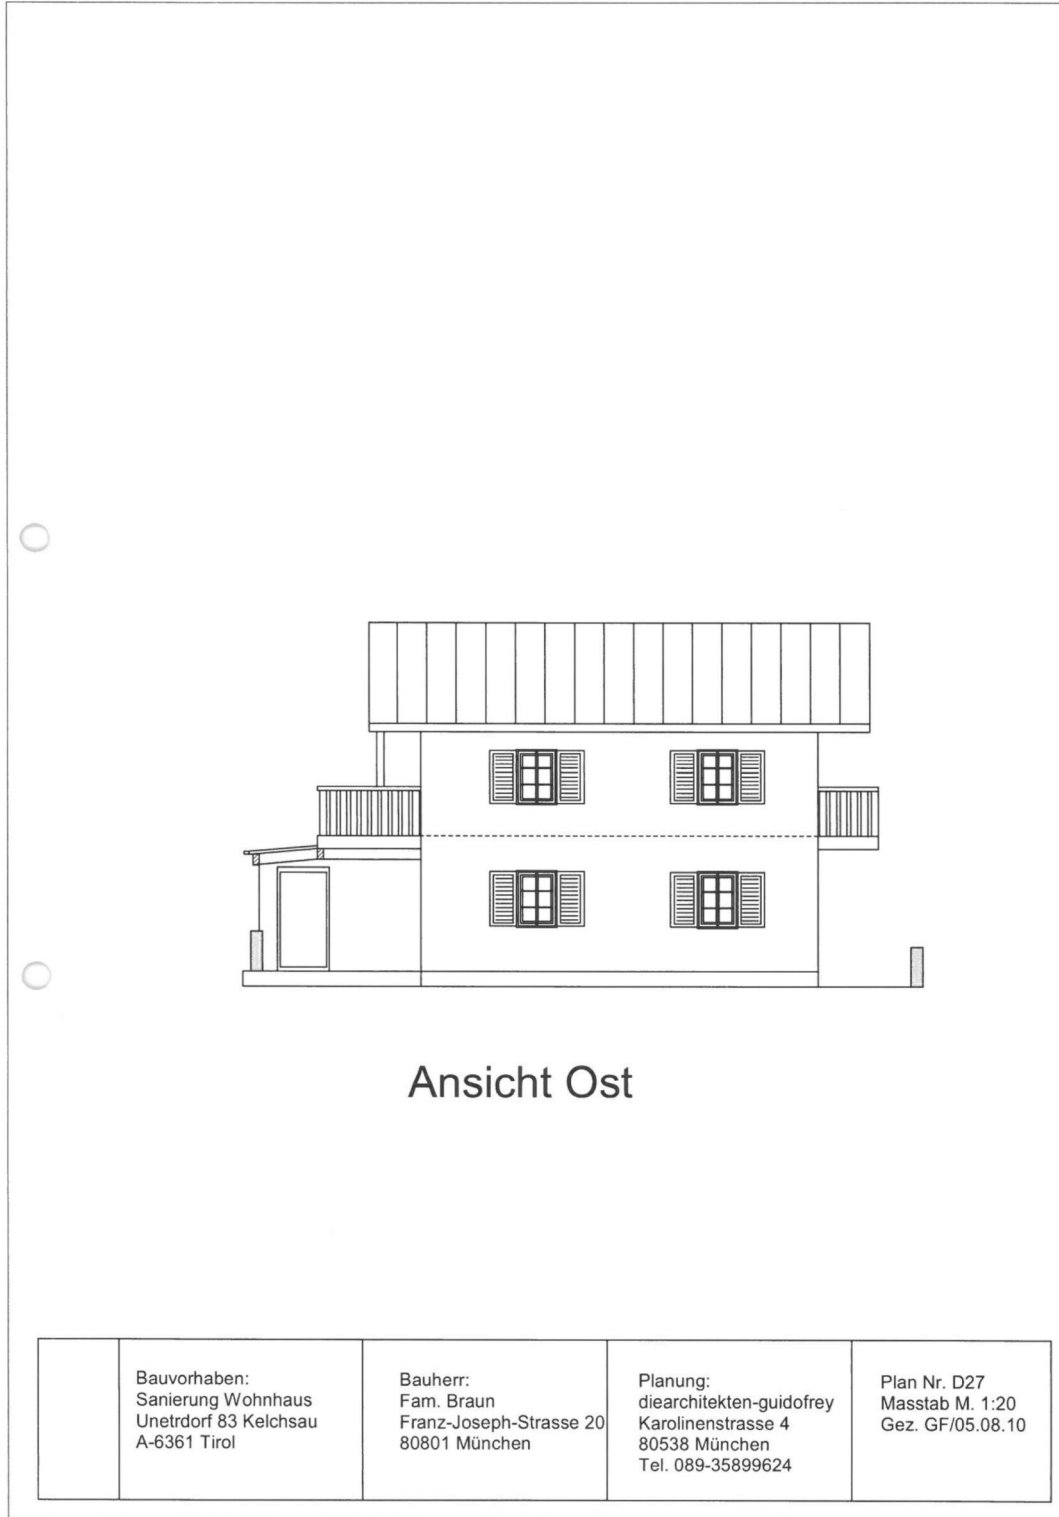 Ansicht Ost
Bauvorhaben:
Sanierung Wohnhaus
Unetrdorf 83 Kelchsau
A-6361 Tirol
Bauherr:
Fam. Braun
Franz-Joseph-Strasse 20
80801 München
Planung:
diearchitekten-guidofrey
Karolinenstrasse 4
80538 München
Tel. 089-35899624
Plan Nr. D27
Masstab M. 1:20
Gez. GF/05.08.10